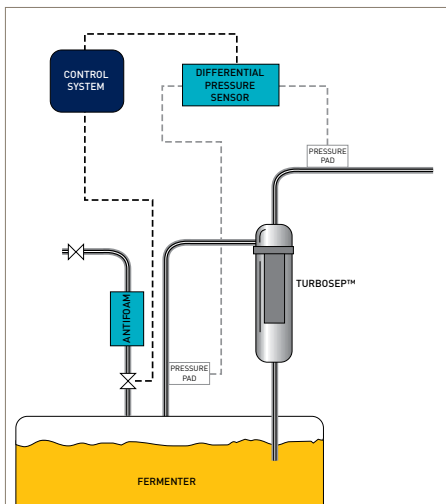 CONTROL
SYSTEM
DIFFERENTIAL
PRESSURE
SENSOR
PRESSURE
PAD
TURBOSEP™
ANTIFOAM
PRESSURE
PAD
FERMENTER